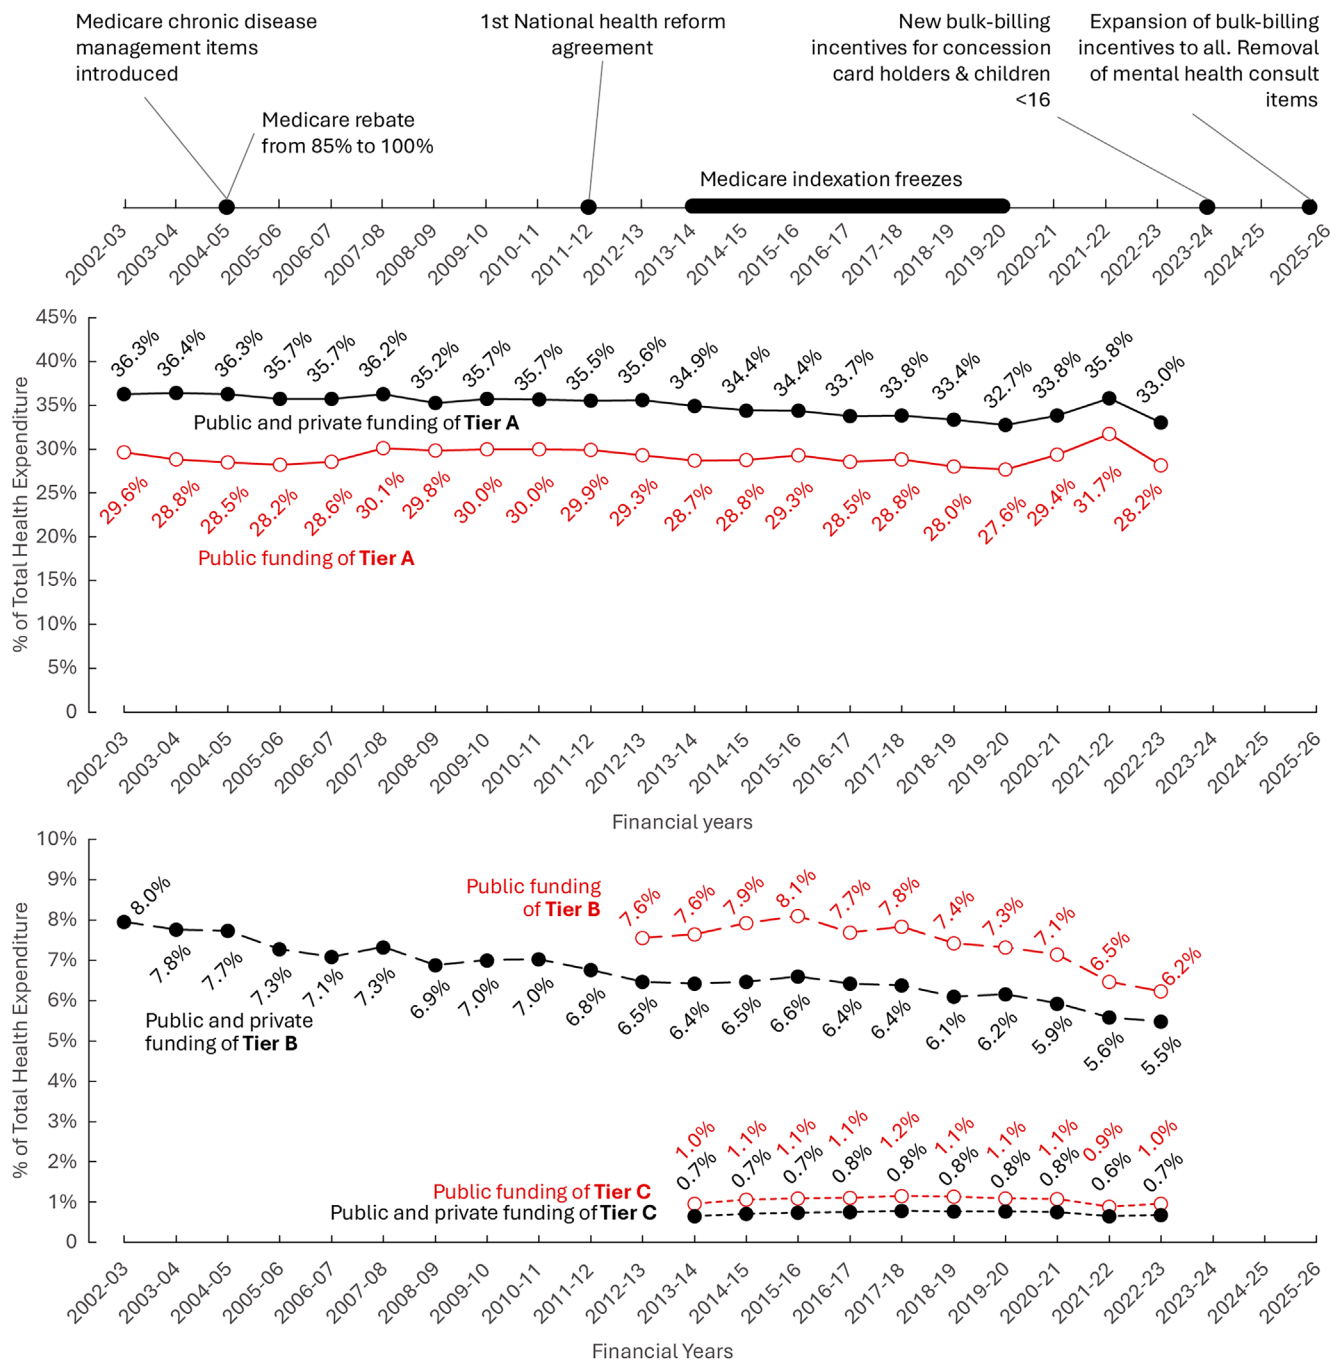 Medicare chronic disease
management items
introduced
Medicare rebate
from 85% to 100%
1st National health reform
agreement
New bulk-billing
incentives for concession
card holders & children
<16
Expansion of bulk-billing
incentives to all. Removal
of mental health consult
items
Medicare indexation freezes
2002-03 2003-04 2004-05 2005-06 2006-07 2007-08 2008-09 2009-10 2010-11 2011-12 2012-13 2013-14 2014-15 2015-16 2016-17 2017-18 2018-19 2019-20 2020-21 2021-22 2022-23 2023-24 2024-25 2025-26
% of Total Health Expenditure
45%
40%
35%
30%
25%
20%
15%
10%
5%
0
36.3% 36.4% 36.3% 35.7% 35.7% 36.2% 35.2% 35.7% 35.7% 35.5% 35.6% 34.9% 34.4% 34.4% 33.7% 33.8% 33.4% 32.7% 33.8% 35.8% 33.0%
Public and private funding of Tier A
29.6% 28.8% 28.5% 28.2% 28.6% 30.1% 29.8% 30.0% 30.0% 29.9% 29.3% 28.7% 28.8% 29.3% 28.5% 28.8% 28.0% 27.6% 29.4% 31.7% 28.2%
Public funding of Tier A
2002-03 2003-04 2004-05 2005-06 2006-07 2007-08 2008-09 2009-10 2010-11 2011-12 2012-13 2013-14 2014-15 2015-16 2016-17 2017-18 2018-19 2019-20 2020-21 2021-22 2022-23 2023-24 2024-25 2025-26
Financial years
% of Total Health Expenditure
10%
9%
8%
7%
6%
5%
4%
3%
2%
1%
0
Public funding
of Tier B
7.6% 7.6% 7.9% 8.1% 7.7% 7.8% 7.4% 7.3% 7.1% 6.5% 6.2%
8.0% 7.8% 7.7% 7.3% 7.1% 7.3% 6.9% 7.0% 7.0% 6.8% 6.5% 6.4% 6.5% 6.6% 6.4% 6.4% 6.1% 6.2% 5.9% 5.6% 5.5%
Public and private
funding of Tier B
1.0% 1.1% 1.1% 1.1% 1.2% 1.1% 1.1% 1.1% 0.9% 1.0%
0.7% 0.7% 0.7% 0.8% 0.8% 0.8% 0.8% 0.8% 0.6% 0.7%
Public funding of Tier C
Public and private funding of Tier C
2002-03 2003-04 2004-05 2005-06 2006-07 2007-08 2008-09 2009-10 2010-11 2011-12 2012-13 2013-14 2014-15 2015-16 2016-17 2017-18 2018-19 2019-20 2020-21 2021-22 2022-23 2023-24 2024-25 2025-26
Financial Years